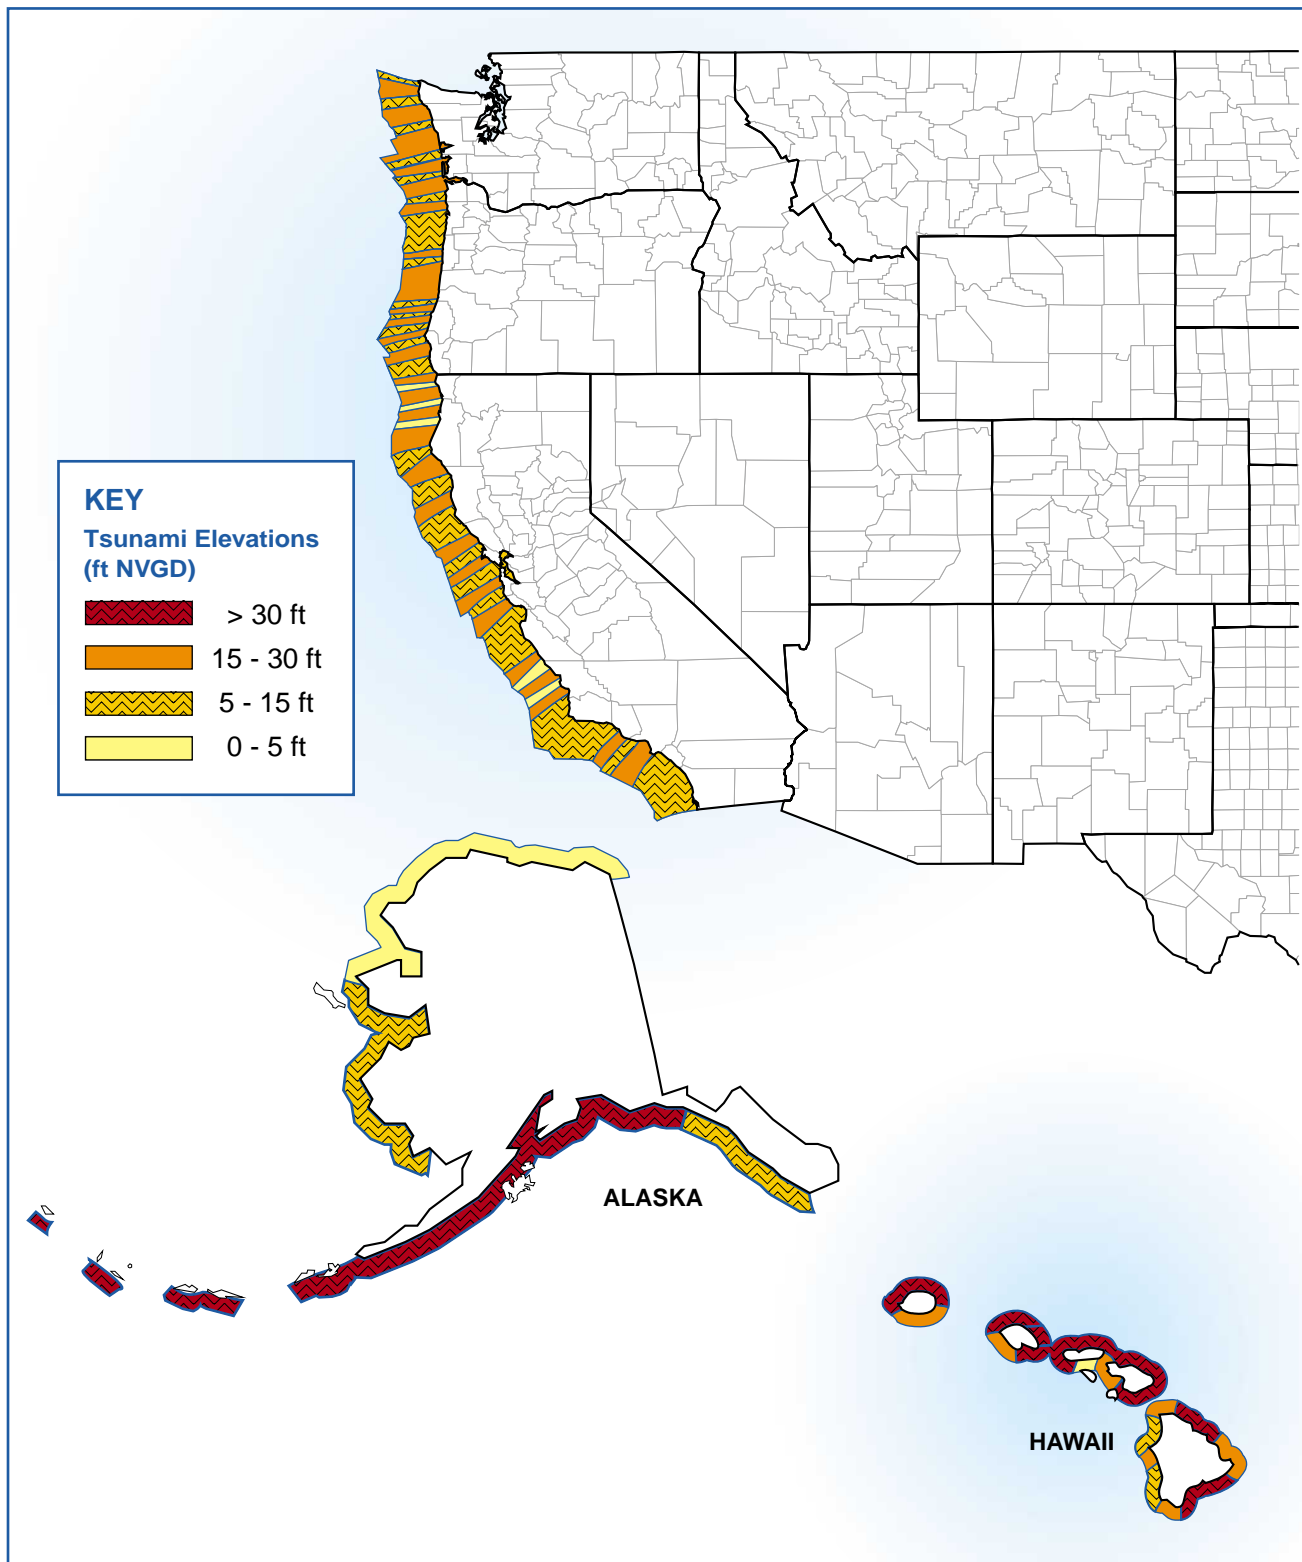 KEY
Tsunami Elevations
(ft NVGD)
> 30 ft
15 - 30 ft
5 - 15 ft
0 - 5 ft
ALASKA
HAWAII